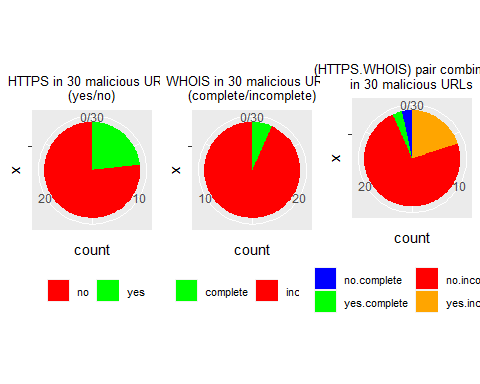 HTTPS in 30 malicious UR
(yes/no)
0/30
10
20
x
count
no
yes
WHOIS in 30 malicious UF
(complete/incomplete)
0/30
10
20
x
count
complete
inc
(HTTPS.WHOIS) pair combin
in 30 malicious URLs
0/30
10
20
x
count
no.complete
no.inco
yes.complete
yes.inc